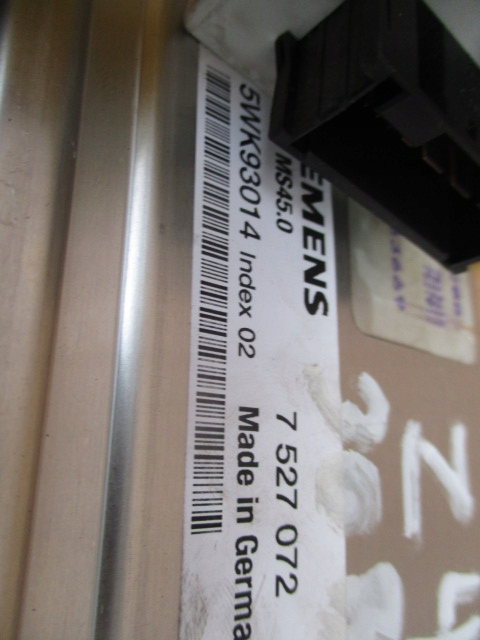 EMENS
MS45.0 7 527 072
5WK93014 Index 02 Made in Germa
N